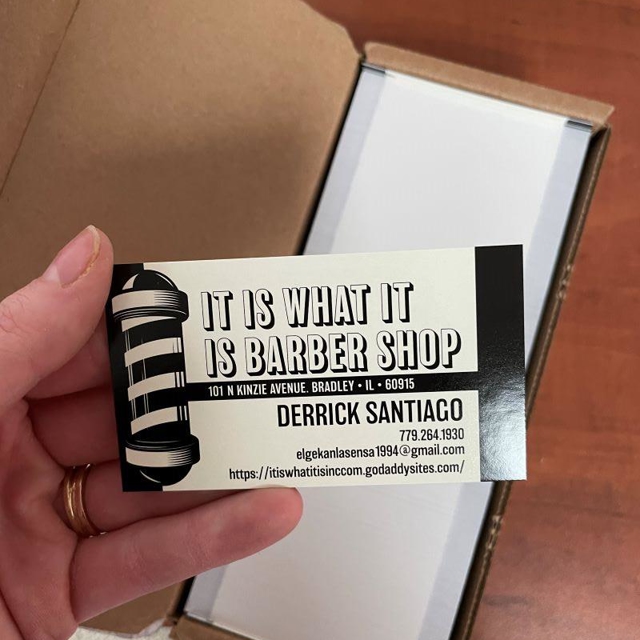 IT IS WHAT IT
IS BARBER SHOP
101 N KINZIE AVENUE. BRADLEY • IL • 60915
DERRICK SANTIAGO
779.264.1930
elgekanlasensa1994@gmail.com
https://itiswhatitisinccom.godaddysites.com/